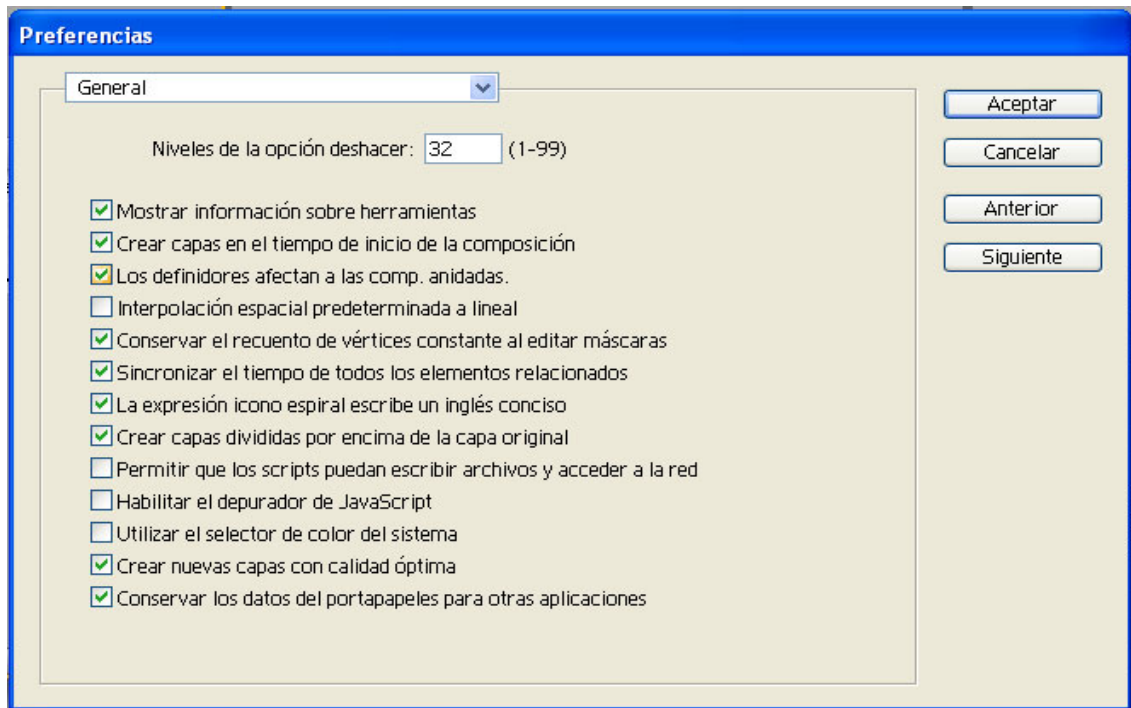 Preferencias
General
Aceptar
Niveles de la opción deshacer: 32 (1-99)
Cancelar
Mostrar información sobre herramientas
Anterior
Crear capas en el tiempo de inicio de la composición
Siguiente
Los definidores afectan a las comp. anidadas.
Interpolación espacial predeterminada a lineal
Conservar el recuento de vértices constante al editar máscaras
Sincronizar el tiempo de todos los elementos relacionados
La expresión icono espiral escribe un inglés conciso
Crear capas divididas por encima de la capa original
Permitir que los scripts puedan escribir archivos y acceder a la red
Habilitar el depurador de JavaScript
Utilizar el selector de color del sistema
Crear nuevas capas con calidad óptima
Conservar los datos del portapapeles para otras aplicaciones